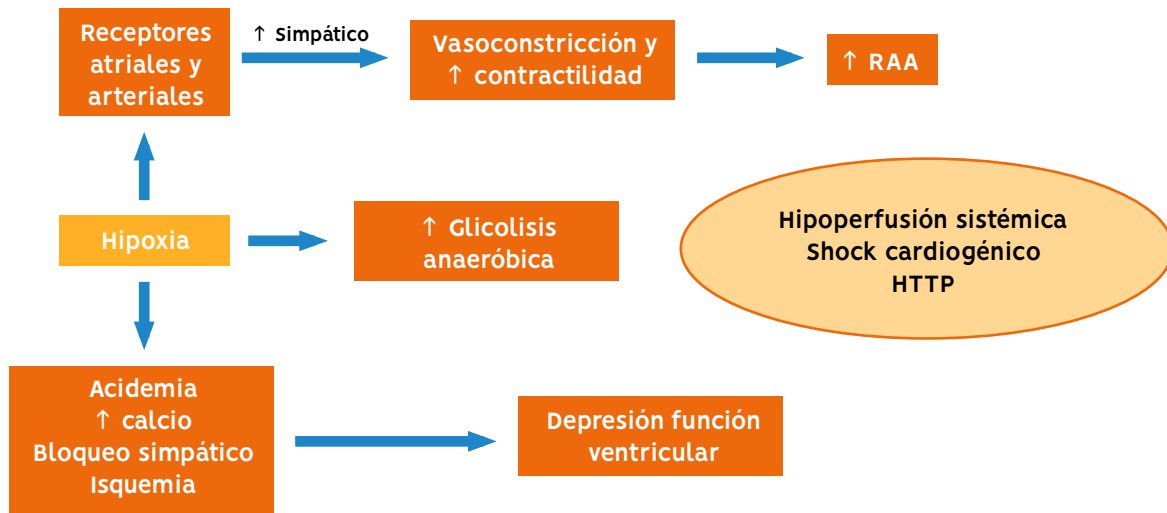 Receptores
atriales y
arteriales
↑ Simpático
Vasoconstricción y
↑ contractilidad
↑ RAA
Hipoxia
↑ Glicolisis
anaeróbica
Hipoperfusión sistémica
Shock cardiogénico
HTTP
Acidemia
↑ calcio
Bloqueo simpático
Isquemia
Depresión función
ventricular